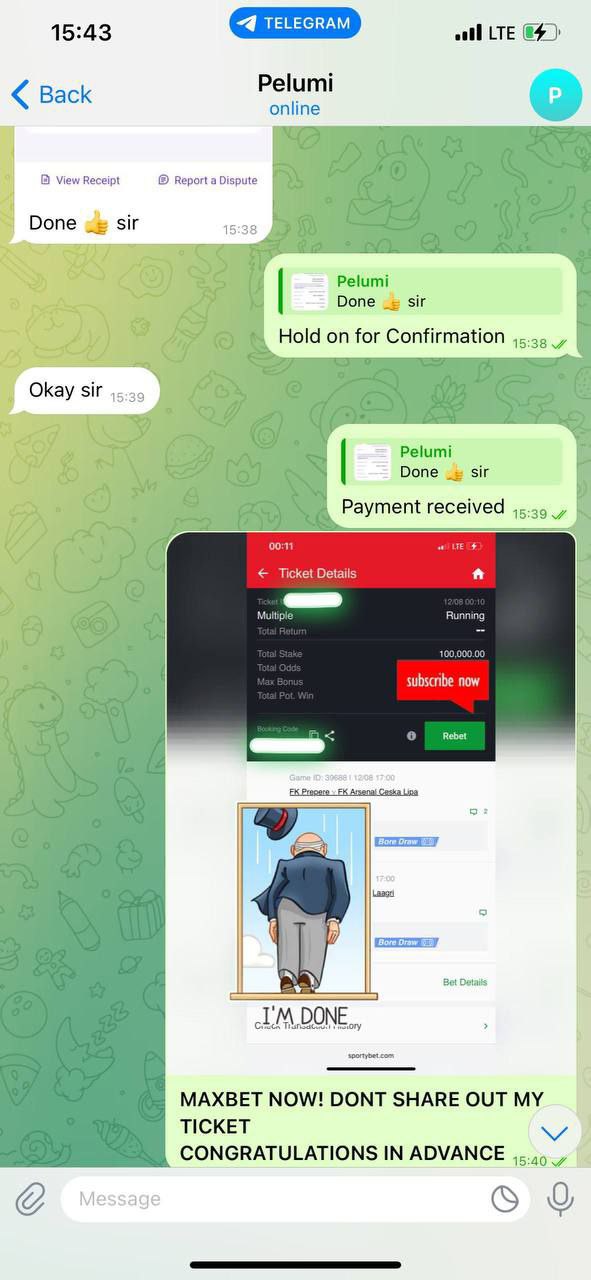 15:43
TELEGRAM
LTE
Back
Pelumi
online
P
View Receipt
Report a Dispute
Done 👍 sir
15:38
Pelumi
Done 👍 sir
Hold on for Confirmation 15:38
Okay sir 15:39
Pelumi
Done 👍 sir
Payment received 15:39
00:11
LTE
Ticket Details
Ticket
12/08 00:10
Multiple
Running
Total Return
--
Total Stake
100,000.00
Total Odds
Max Bonus
Total Pot. Win
subscribe now
Booking Code
Rebet
Game ID: 39688 | 12/08 17:00
FK Prepere v FK Arsenal Ceska Lipa
2
Bore Draw
17:00
Laagri
Bore Draw
Bet Details
I'M DONE
Check Transaction History
sportybet.com
MAXBET NOW! DONT SHARE OUT MY
TICKET
CONGRATULATIONS IN ADVANCE 15:40
Message